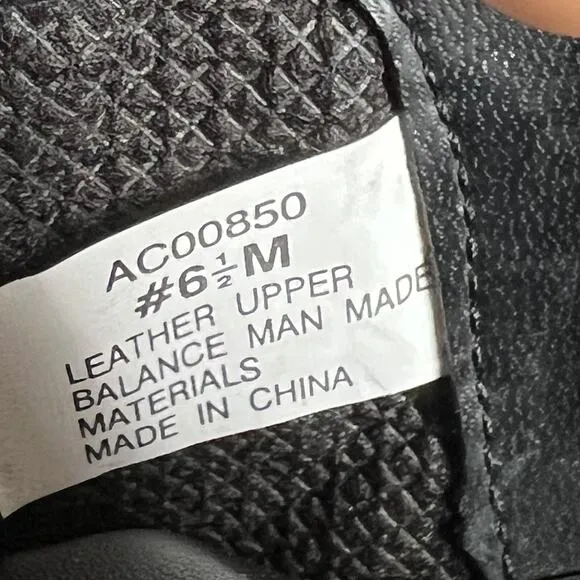 AC00850
#6½M
LEATHER UPPER
BALANCE MAN MADE
MATERIALS
MADE IN CHINA